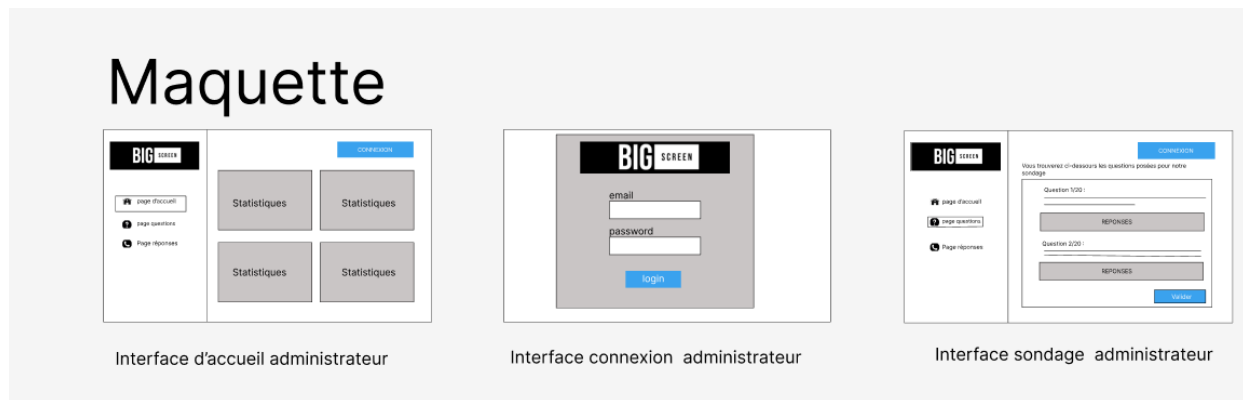 Maquette
BIG SCREEN
CONNEXION
page d'accueil
page questions
Page réponses
Statistiques
Statistiques
Statistiques
Statistiques
Interface d'accueil administrateur
BIG SCREEN
email
password
login
Interface connexion administrateur
BIG SCREEN
CONNEXION
page d'accueil
page questions
Page réponses
Vous trouverez ci-dessours les questions posées pour notre
sondage
Question 1/20 :
REPONSES
Question 2/20 :
REPONSES
Valider
Interface sondage administrateur